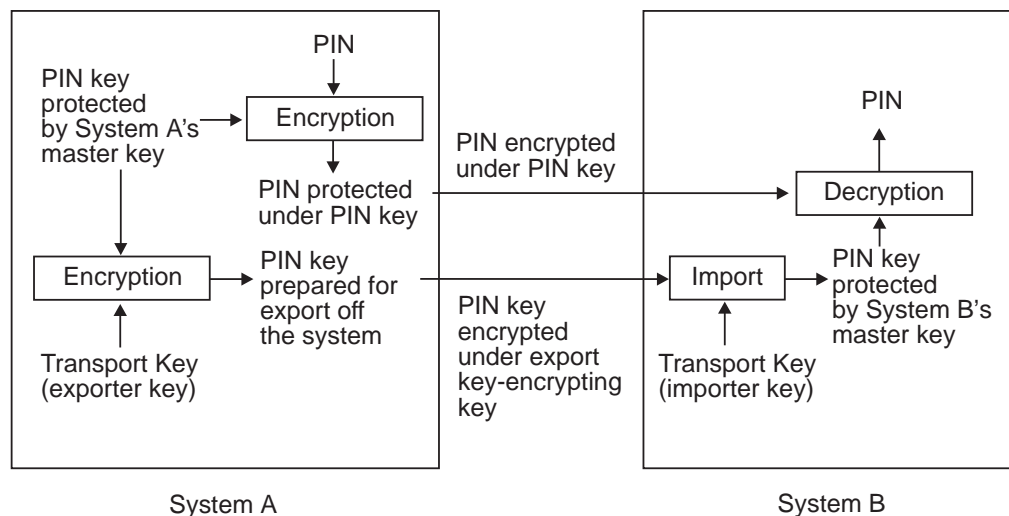 PIN
PIN key
protected
by System A's
master key
Encryption
PIN protected
under PIN key
Encryption
PIN key
prepared for
export off
the system
Transport Key
(exporter key)
System A
PIN encrypted
under PIN key
PIN key
encrypted
under export
key-encrypting
key
PIN
Decryption
Import
PIN key
protected
by System B's
master key
Transport Key
(importer key)
System B